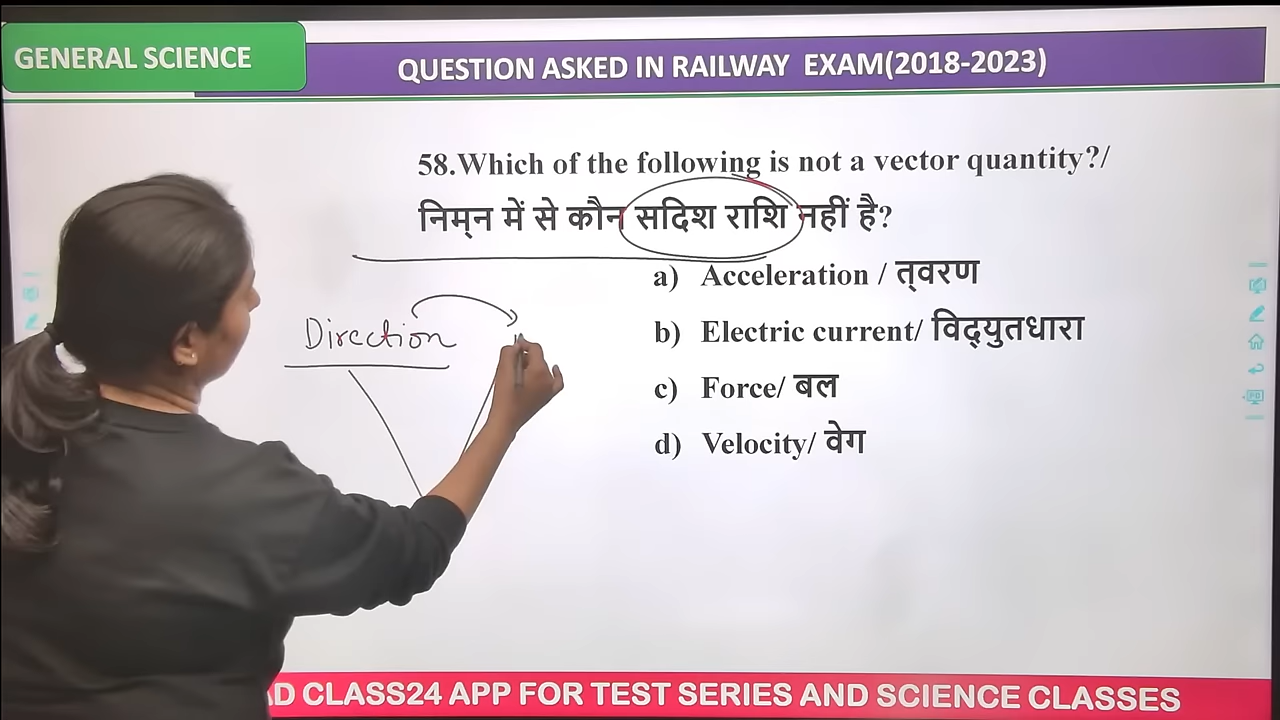 GENERAL SCIENCE
QUESTION ASKED IN RAILWAY EXAM(2018-2023)
58.Which of the following is not a vector quantity?/
निम्‌न में से कौन सदिश राशि नहीं है?
a) Acceleration / त्‌वरण
b) Electric current/ विद्‌युतधारा
c) Force/ बल
d) Velocity/ वेग
Direction
D CLASS24 APP FOR TEST SERIES AND SCIENCE CLASSES